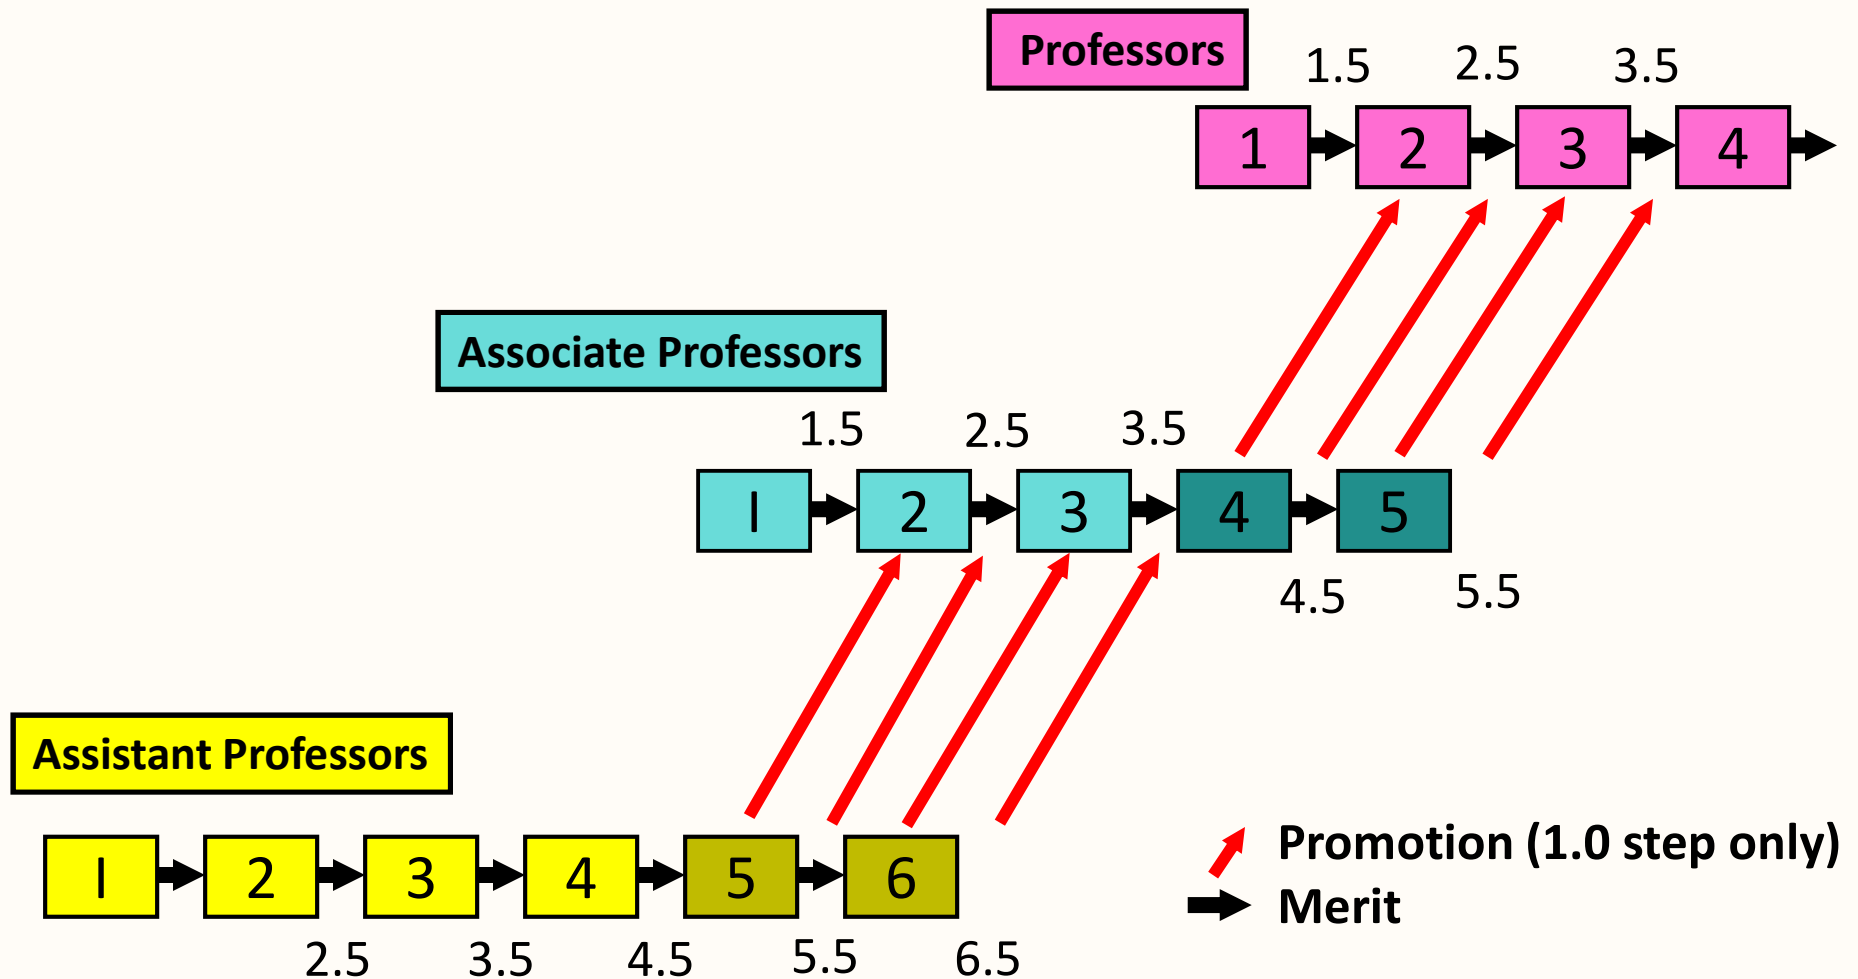 Professors
1.5 2.5 3.5
1 2 3 4
Associate Professors
1.5 2.5 3.5
I 2 3 4 5
4.5 5.5
Assistant Professors
I 2 3 4 5 6
2.5 3.5 4.5 5.5 6.5
Promotion (1.0 step only)
Merit